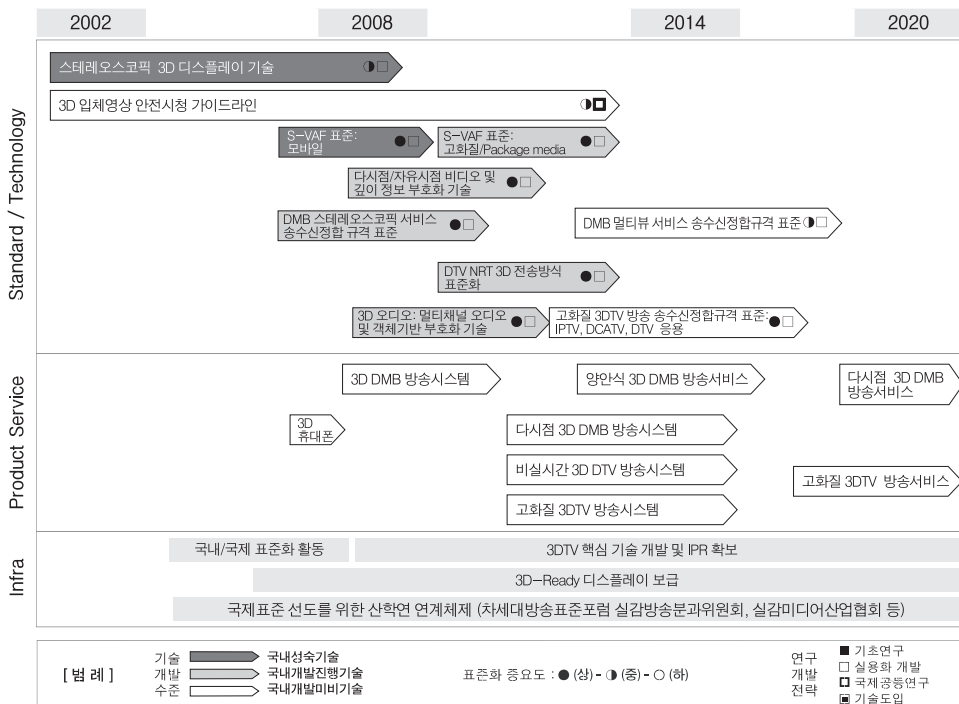 2002 2008 2014 2020
Standard / Technology
스테레오스코픽 3D 디스플레이 기술
3D 입체영상 안전시청 가이드라인
S-VAF 표준:
모바일
S-VAF 표준:
고화질/Package media
다시점/자유시점 비디오 및
깊이 정보 부호화 기술
DMB 스테레오스코픽 서비스
송수신정합 규격 표준
DMB 멀티뷰 서비스 송수신정합규격 표준
DTV NRT 3D 전송방식
표준화
3D 오디오: 멀티채널 오디오
및 객체기반 부호화 기술
고화질 3DTV 방송 송수신정합규격 표준:
IPTV, DCATV, DTV 응용
Product Service
3D DMB 방송시스템
양안식 3D DMB 방송서비스
다시점 3D DMB
방송서비스
3D
휴대폰
다시점 3D DMB 방송시스템
비실시간 3D DTV 방송시스템
고화질 3DTV 방송서비스
고화질 3DTV 방송시스템
Infra
국내/국제 표준화 활동
3DTV 핵심 기술 개발 및 IPR 확보
3D-Ready 디스플레이 보급
국제표준 선도를 위한 산학연 연계체제 (차세대방송표준포럼 실감방송분과위원회, 실감미디어산업협회 등)
[ 범 례 ]
기술
개발
수준
국내성숙기술
국내개발진행기술
국내개발미비기술
표준화 중요도 : ● (상) - ◑ (중) - ○ (하)
연구
개발
전략
■ 기초연구
□ 실용화 개발
국제공동연구
▣ 기술도입